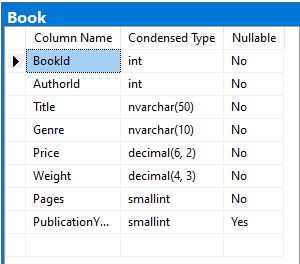 Book
Column Name Condensed Type Nullable
BookId int No
AuthorId int No
Title nvarchar(50) No
Genre nvarchar(10) No
Price decimal(6, 2) No
Weight decimal(4, 3) No
Pages smallint No
PublicationY... smallint Yes